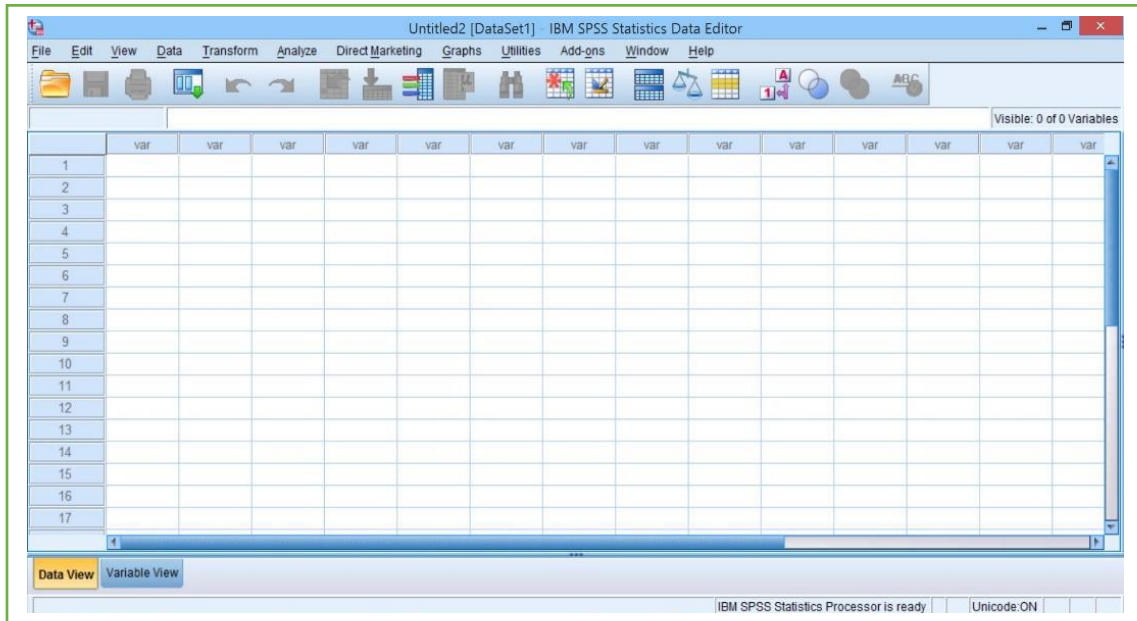 Untitled2 [DataSet1] - IBM SPSS Statistics Data Editor
File Edit View Data Transform Analyze Direct Marketing Graphs Utilities Add-ons Window Help
A
1
ABC
Visible: 0 of 0 Variables
var var var var var var var var var var var var var var
1
2
3
4
5
6
7
8
9
10
11
12
13
14
15
16
17
Data View Variable View
IBM SPSS Statistics Processor is ready Unicode:ON